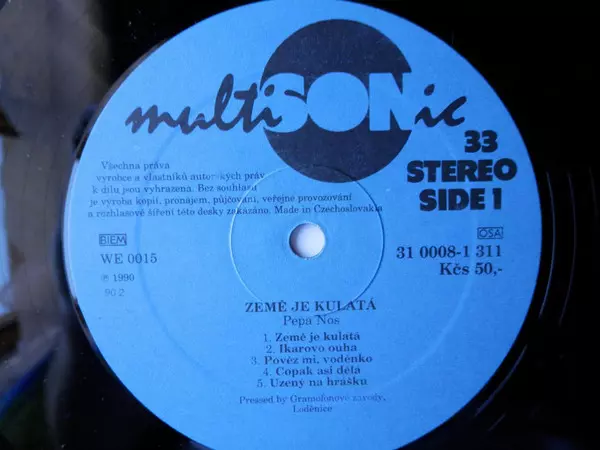 multiSONic
33
STEREO
SIDE 1
Všechna práva
výrobce a vlastníků autorských práv
k dílu jsou vyhrazena. Bez souhlasu
je výroba kopií, pronájem, půjčování, veřejné provozování
a rozhlasové šíření této desky zakázáno. Made in Czechoslovakia
BIEM
OSA
WE 0015
31 0008-1 311
Kčs 50,-
℗ 1990
90 2
ZEMĚ JE KULATÁ
Pepa Nos
1. Země je kulatá
2. Ikarovo ouha
3. Pověz mi, voděnko
4. Copak asi dělá
5. Uzený na hrášku
Pressed by Gramofonové závody,
Loděnice